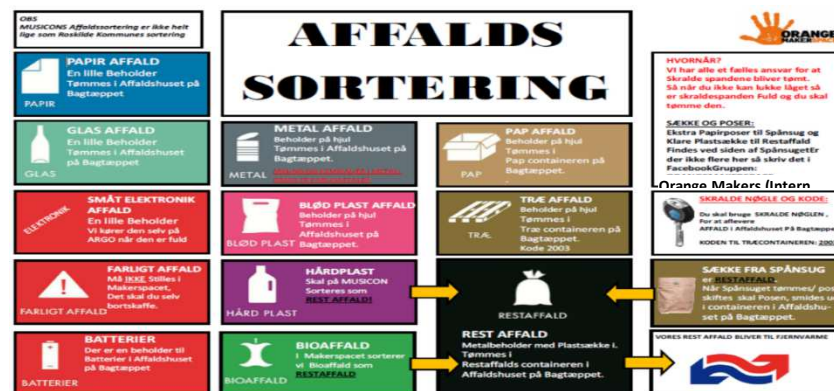 OBS
MUSICONS Affaldssortering er ikke helt
lige som Roskilde Kommunes sortering
AFFALDS
SORTERING
ORANGE
MAKERSPACE
PAPIR AFFALD
En lille Beholder
Tømmes i Affaldshuset på
Bagtæppet
PAPIR
GLAS AFFALD
En lille Beholder
Tømmes i Affaldshuset
på Bagtæppet
GLAS
SMÅT ELEKTRONIK
AFFALD
En lille Beholder
Vi kører den selv på
ARGO når den er fuld
ELEKTRONIK
FARLIGT AFFALD
Må IKKE Stilles i
Makerspacet,
Det skal du selv
bortskaffe.
FARLIGT AFFALD
BATTERIER
Der er en beholder til
Batterier i Affaldshuset
på Bagtæppet
BATTERIER
METAL AFFALD
Beholder på hjul
Tømmes i Affaldshuset på
Bagtæppet.
METAL
BLØD PLAST AFFALD
Beholder på hjul
Tømmes i
Affaldshuset på
Bagtæppet.
BLØD PLAST
HÅRDPLAST
Skal på MUSICON
Sorteres som
REST AFFALD!
HÅRD PLAST
BIOAFFALD
I Makerspacet sorterer
vi Bioaffald som
RESTAFFALD
BIOAFFALD
PAP AFFALD
Beholder på hjul
Tømmes i
Pap containeren på
Bagtæppet.
PAP
TRÆ AFFALD
Beholder på hjul
Tømmes i
Træ containeren på
Bagtæppet.
Kode 2003
TRÆ
RESTAFFALD
REST AFFALD
Metalbeholder med Plastsække i.
Tømmes i
Restaffalds containeren i
Affaldshuset på Bagtæppet.
HVORNÅR?
Vi har alle et fælles ansvar for at
Skralde spandene bliver tømt.
Så når du ikke kan lukke låget så
er skraldespanden Fuld og du skal
tømme den.
SÆKKE OG POSER:
Ekstra Papirposer til Spånsug og
Klare Plastsække til Restaffald
Findes ved siden af SpånsugetEr
der ikke flere her så skriv det i
FacebookGruppen:
Orange Makers (Intern
SKRALDE NØGLE OG KODE:
Du skal bruge SKRALDE NØGLEN,
For at aflevere
AFFALD i Affaldshuset På Bagtæppet
KODEN TIL TRÆCONTAINEREN: 2003
SÆKKE FRA SPÅNSUG
er RESTAFFALD.
Når Spånsuget tømmes/ pos
skiftes skal Posen, smides u
i containeren i Affaldshu-
set på Bagtæppet.
VORES REST AFFALD BLIVER TIL FJERNVARME